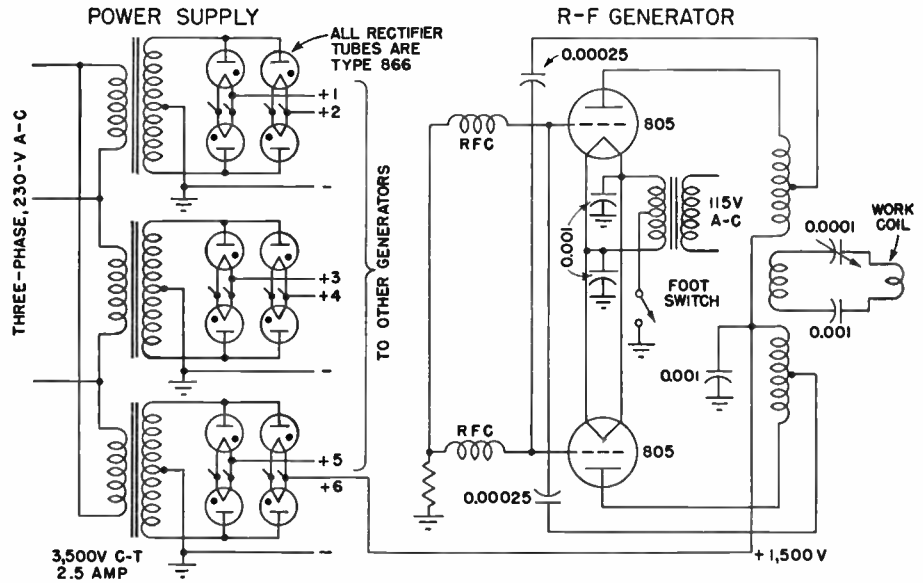 POWER SUPPLY
R-F GENERATOR
ALL RECTIFIER
TUBES ARE
TYPE 866
+1
+2
-
+3
+4
-
+5
+6
-
THREE-PHASE, 230-V A-C
3,500V C-T
2.5 AMP
TO OTHER GENERATORS
0.00025
805
RFC
0.001
115V
A-C
FOOT
SWITCH
0.0001
WORK
COIL
0.001
0.001
RFC
805
0.00025
+1,500V